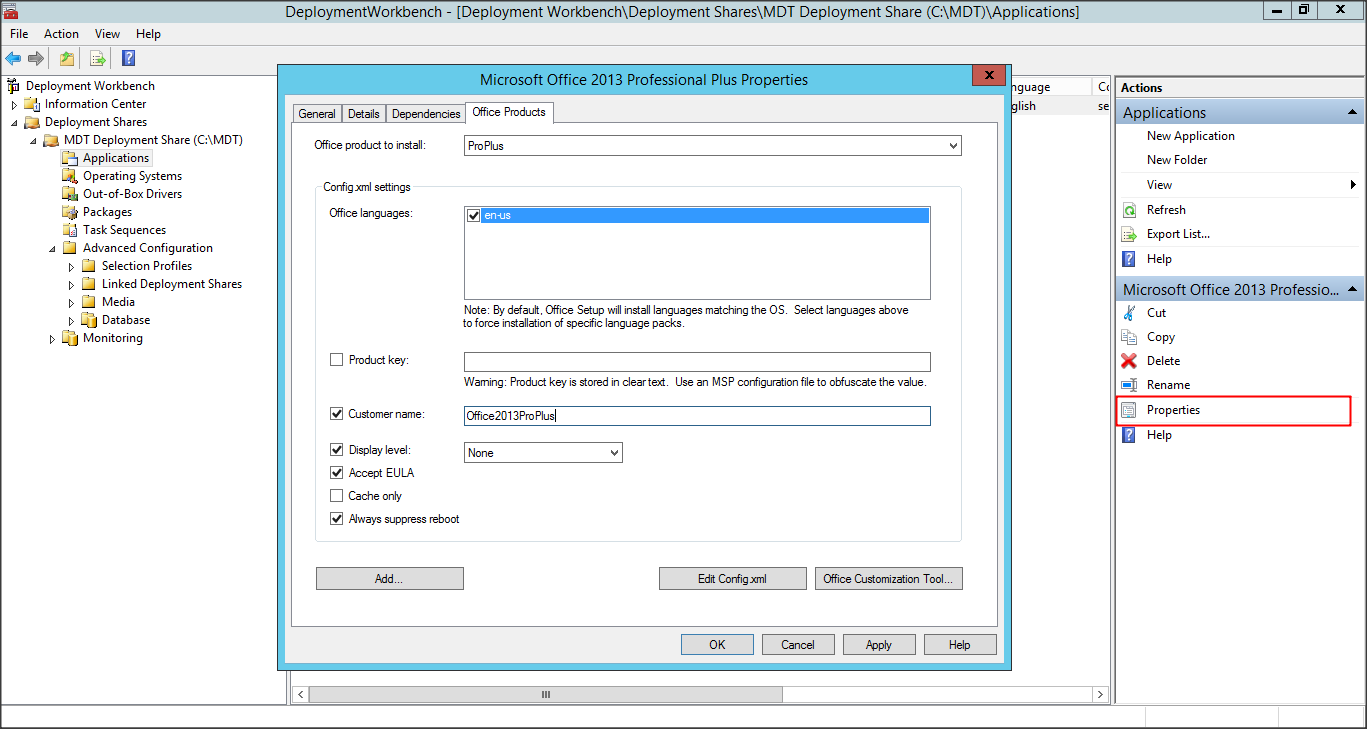 DeploymentWorkbench - [Deployment Workbench\Deployment Shares\MDT Deployment Share (C:\MDT)\Applications]
File Action View Help
Deployment Workbench
Information Center
Deployment Shares
MDT Deployment Share (C:\MDT)
Applications
Operating Systems
Out-of-Box Drivers
Packages
Task Sequences
Advanced Configuration
Selection Profiles
Linked Deployment Shares
Media
Database
Monitoring
Microsoft Office 2013 Professional Plus Properties
General Details Dependencies Office Products
Office product to install: ProPlus
Config.xml settings
Office languages: en-us
Note: By default, Office Setup will install languages matching the OS. Select languages above
to force installation of specific language packs.
Product key:
Warning: Product key is stored in clear text. Use an MSP configuration file to obfuscate the value.
Customer name: Office2013ProPlus
Display level: None
Accept EULA
Cache only
Always suppress reboot
Add... Edit Config.xml Office Customization Tool...
OK Cancel Apply Help
nguage Co
glish se
Actions
Applications
New Application
New Folder
View
Refresh
Export List...
Help
Microsoft Office 2013 Professio...
Cut
Copy
Delete
Rename
Properties
Help